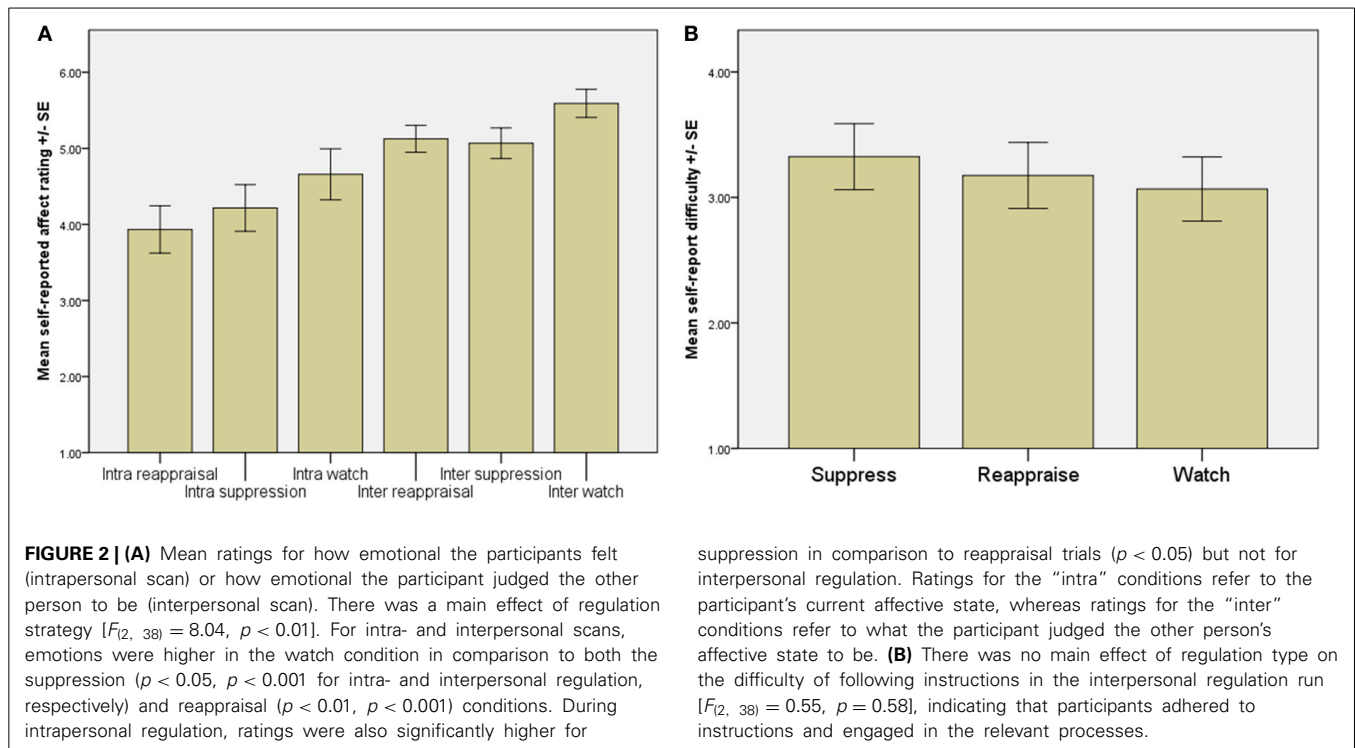 A
Mean self-reported affect rating +/- SE
6.00
5.00
4.00
3.00
2.00
1.00
Intra reappraisal
Intra suppression
Intra watch
Inter reappraisal
Inter suppression
Inter watch
B
Mean self-report difficulty +/- SE
4.00
3.00
2.00
1.00
Suppress
Reappraise
Watch
FIGURE 2 | (A) Mean ratings for how emotional the participants felt
(intrapersonal scan) or how emotional the participant judged the other
person to be (interpersonal scan). There was a main effect of regulation
strategy [F(2, 38) = 8.04, p < 0.01]. For intra- and interpersonal scans,
emotions were higher in the watch condition in comparison to both the
suppression (p < 0.05, p < 0.001 for intra- and interpersonal regulation,
respectively) and reappraisal (p < 0.01, p < 0.001) conditions. During
intrapersonal regulation, ratings were also significantly higher for
suppression in comparison to reappraisal trials (p < 0.05) but not for
interpersonal regulation. Ratings for the “intra” conditions refer to the
participant’s current affective state, whereas ratings for the “inter”
conditions refer to what the participant judged the other person’s
affective state to be. (B) There was no main effect of regulation type on
the difficulty of following instructions in the interpersonal regulation run
[F(2, 38) = 0.55, p = 0.58], indicating that participants adhered to
instructions and engaged in the relevant processes.